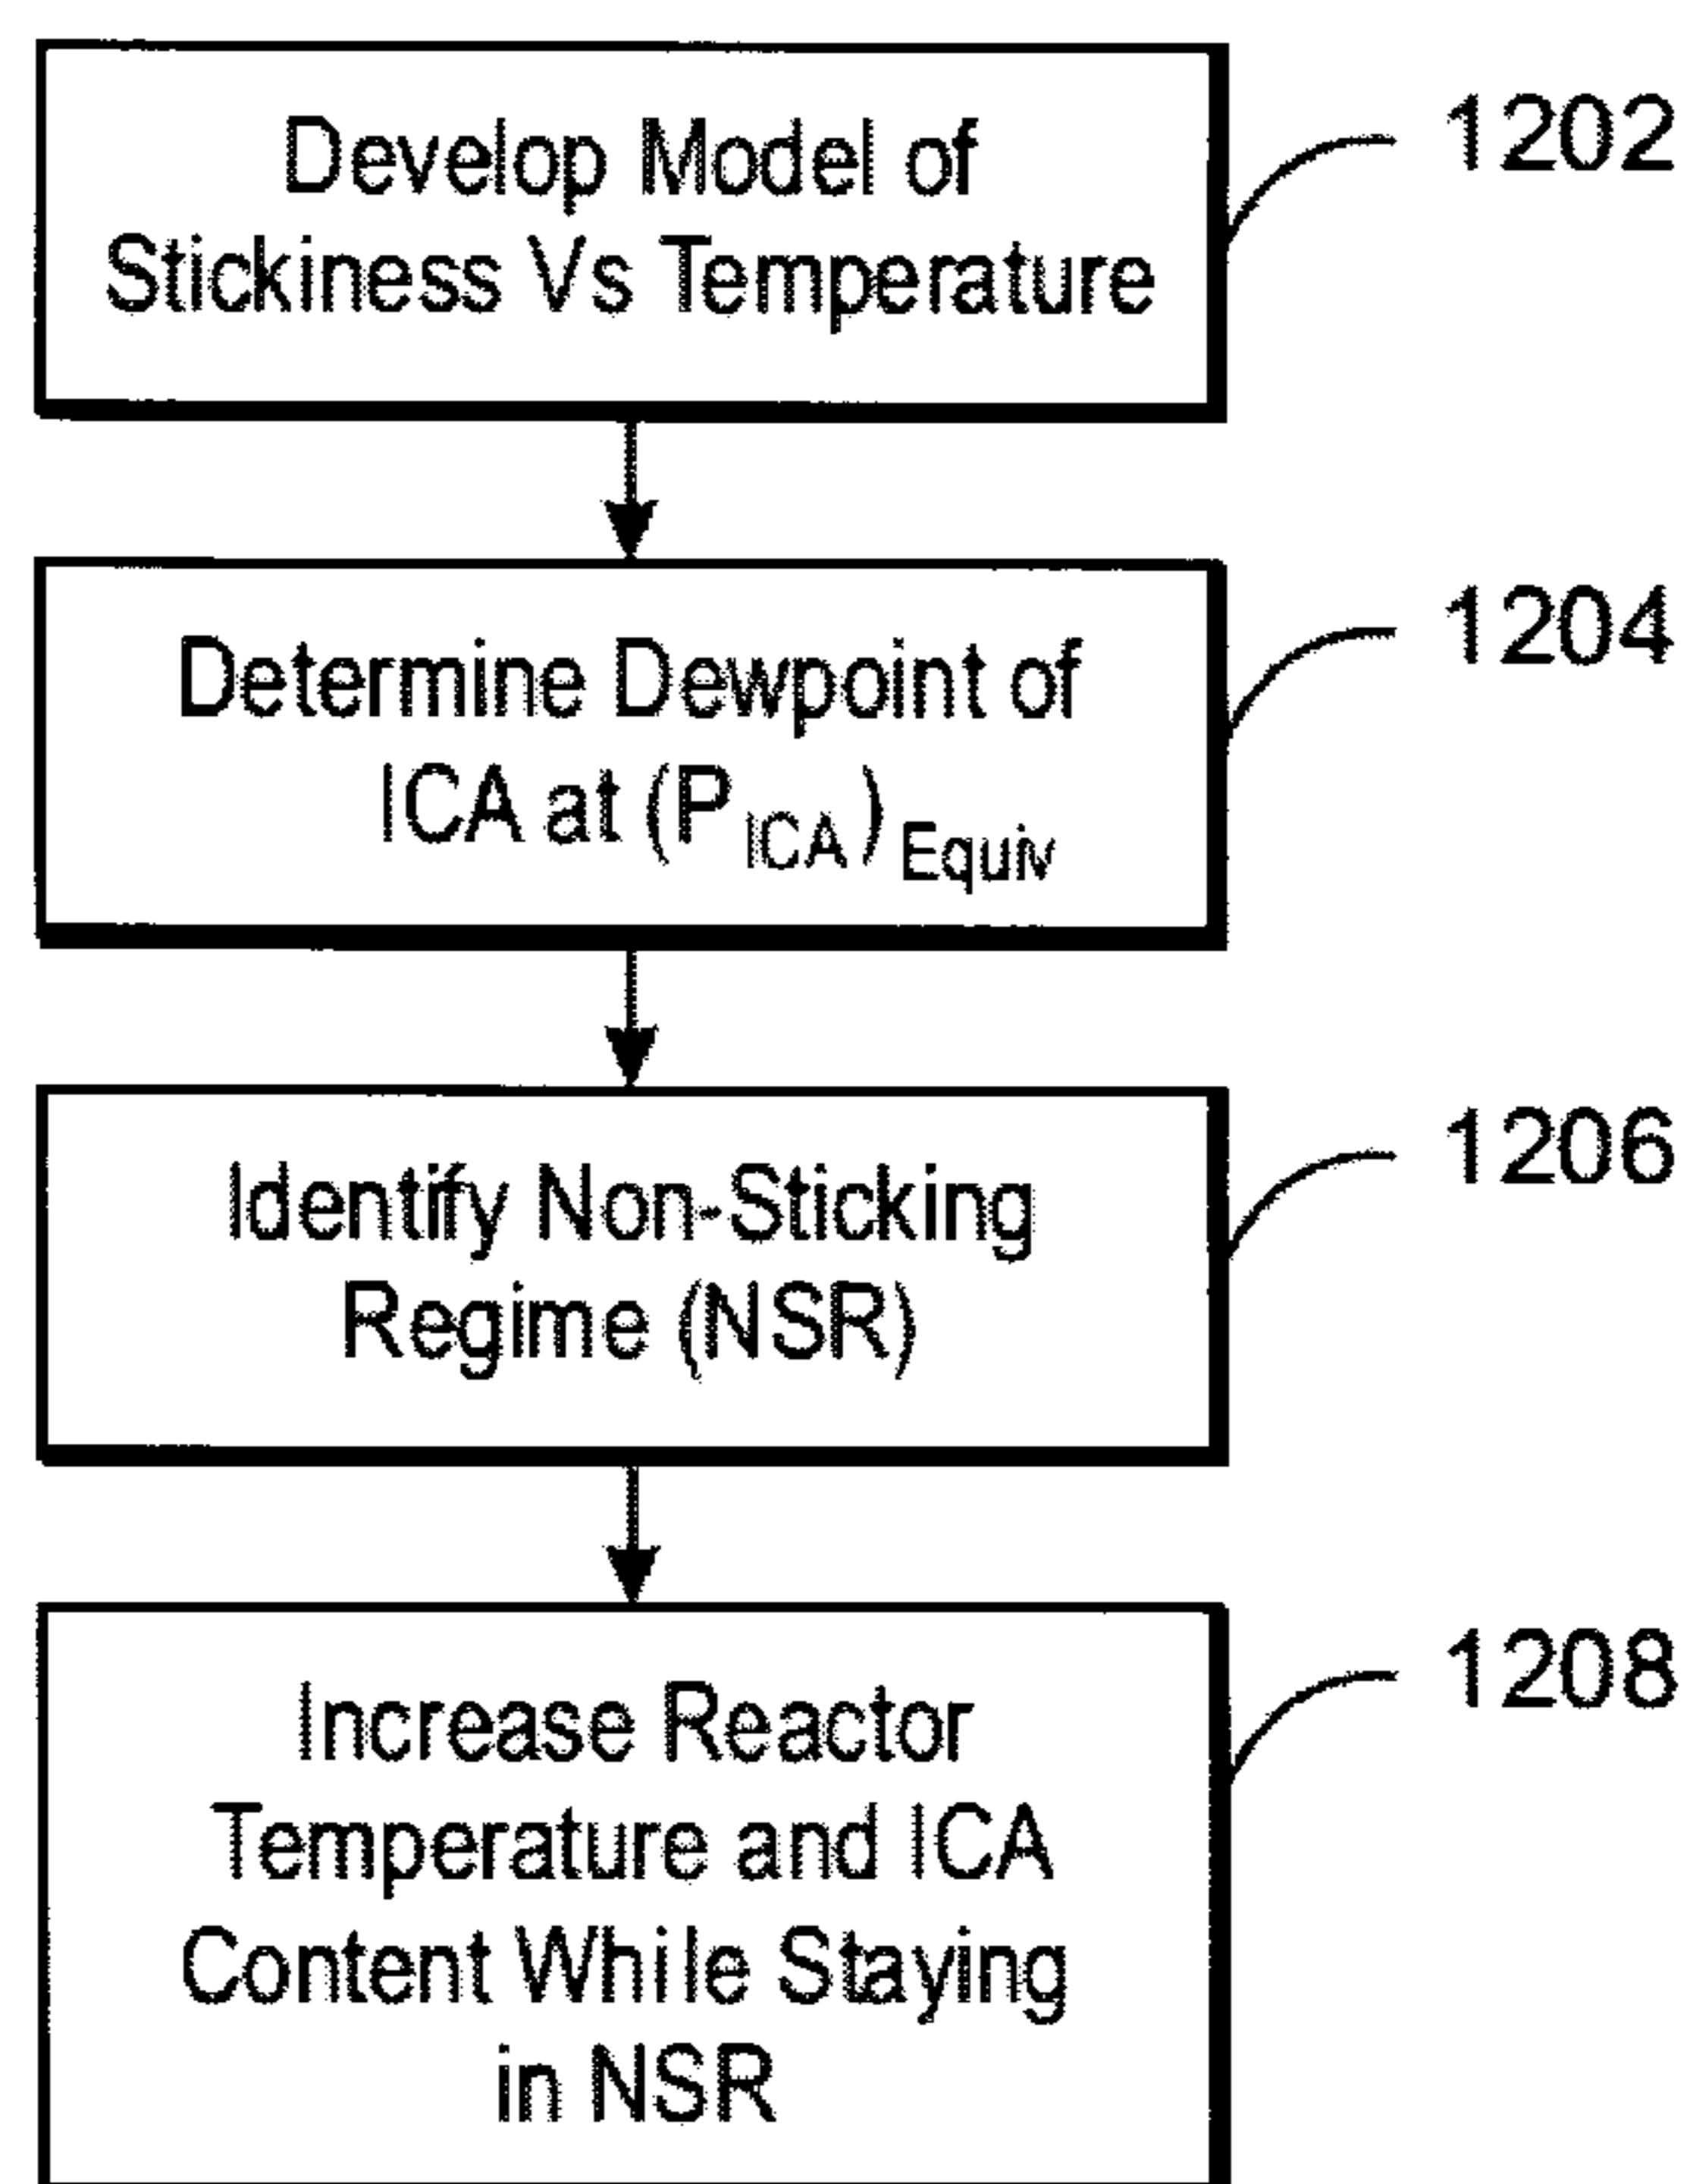 Develop Model of
Stickiness Vs Temperature
1202
Determine Dewpoint of
ICA at (P ICA) Equiv
1204
Identify Non-Sticking
Regime (NSR)
1206
Increase Reactor
Temperature and ICA
Content While Staying
in NSR
1208